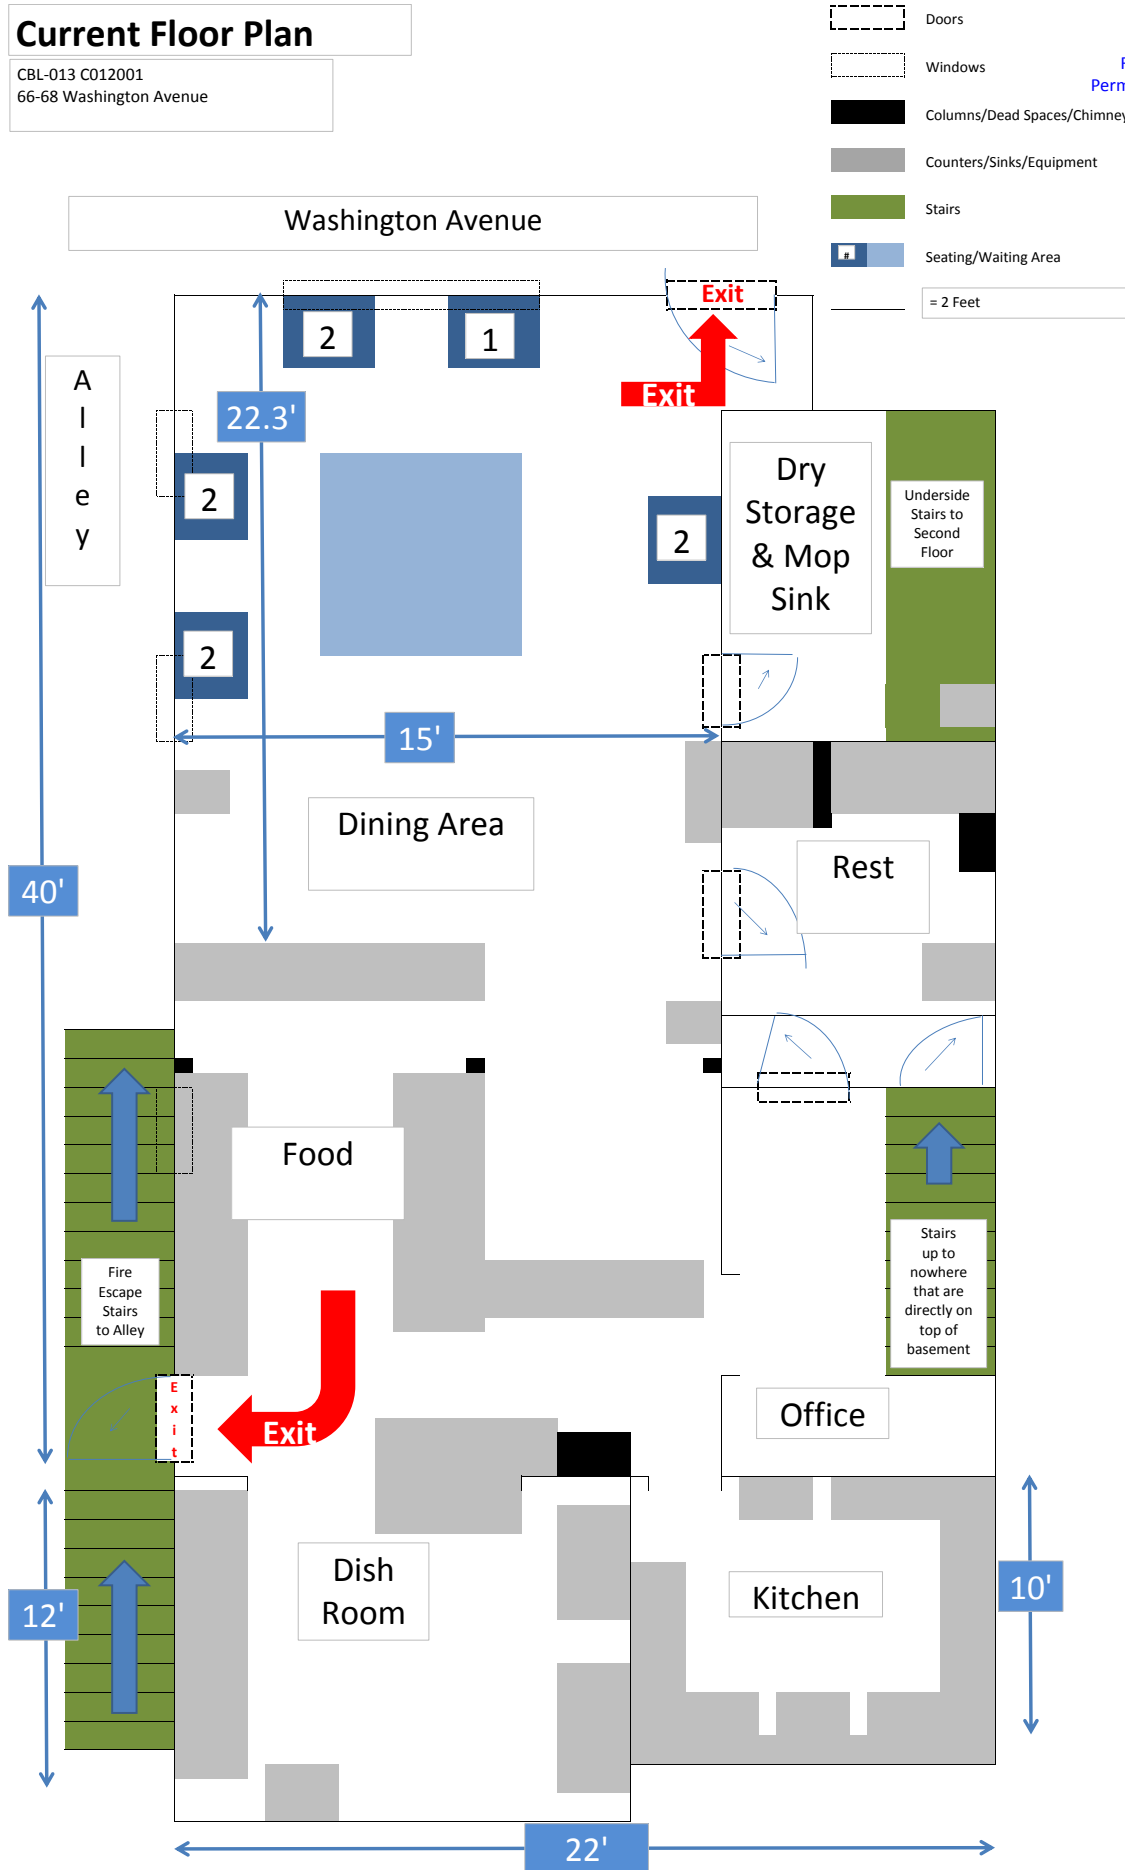 Current Floor Plan
CBL-013 C012001
66-68 Washington Avenue
Doors
Windows
Perm
Columns/Dead Spaces/Chimney
Counters/Sinks/Equipment
Stairs
#
Seating/Waiting Area
= 2 Feet
Washington Avenue
Exit
2
1
Exit
A
l
l
e
y
22.3'
2
2
2
Dry
Storage
& Mop
Sink
Underside
Stairs to
Second
Floor
15'
Dining Area
Rest
40'
Food
Fire
Escape
Stairs
to Alley
Stairs
up to
nowhere
that are
directly on
top of
basement
E
x
i
t
Exit
Office
Dish
Room
Kitchen
12'
10'
22'